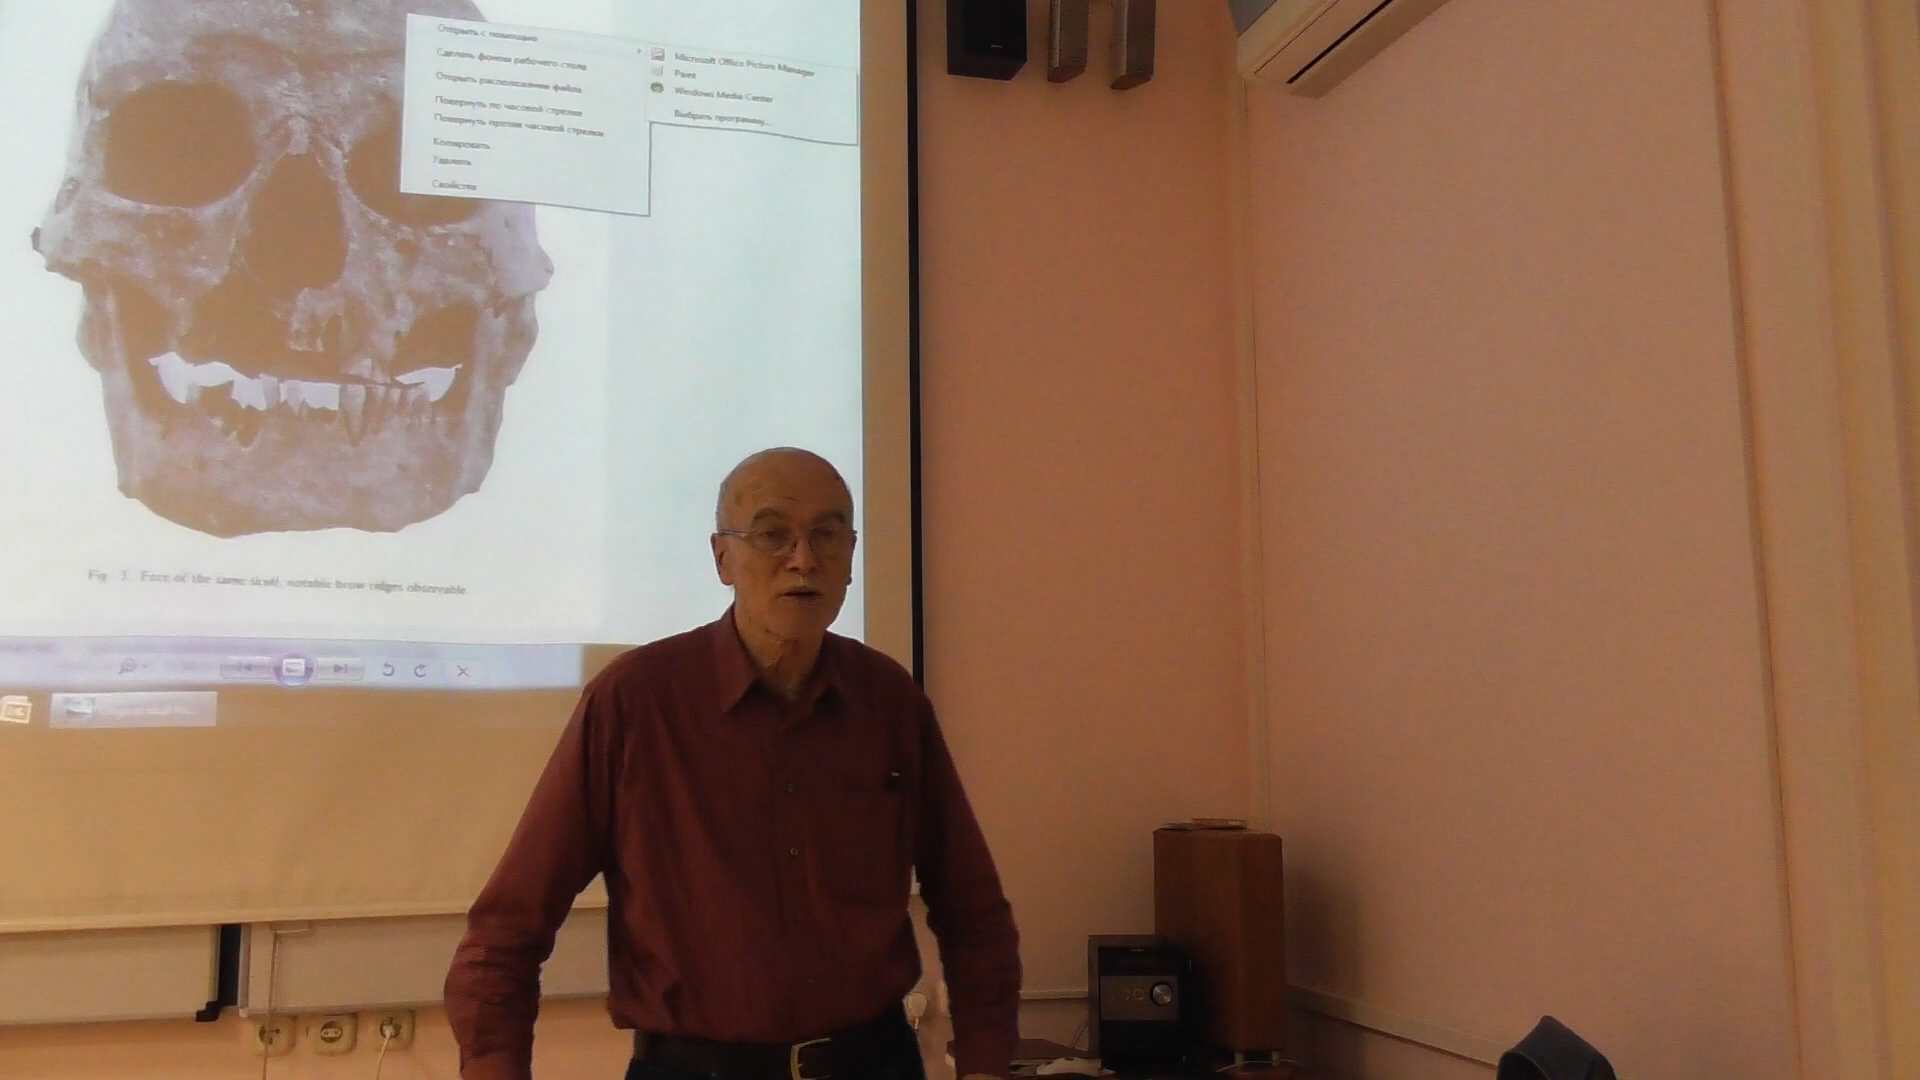 Открыть с помощью
Сделать фоном рабочего стола
Открыть расположение файла
Повернуть по часовой стрелке
Повернуть против часовой стрелки
Копировать
Удалить
Свойства
Microsoft Office Picture Manager
Paint
Windows Media Center
Выбрать программу...
Fig. 3. Face of the same skull, notable brow ridges observable